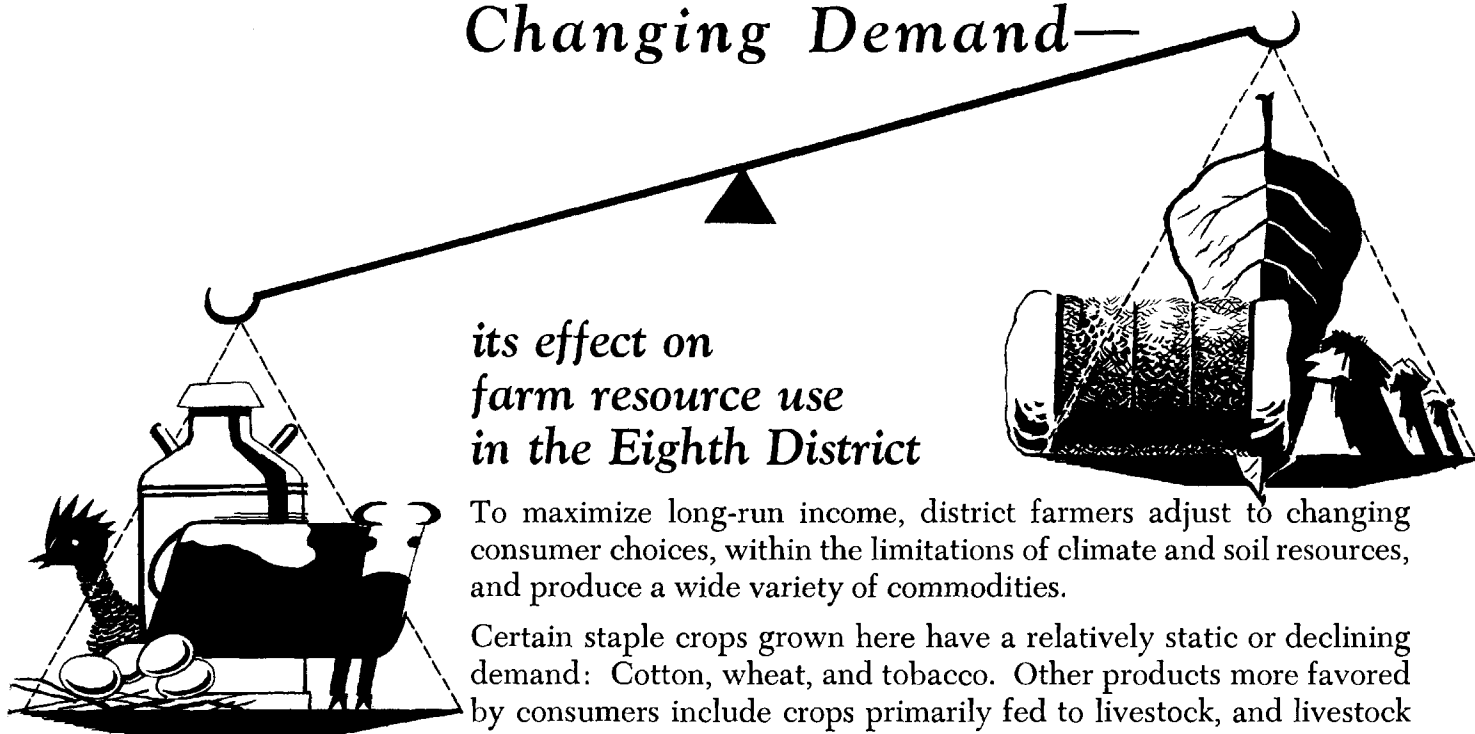 Changing Demand—
its effect on
farm resource use
in the Eighth District
To maximize long-run income, district farmers adjust to changing
consumer choices, within the limitations of climate and soil resources,
and produce a wide variety of commodities.
Certain staple crops grown here have a relatively static or declining
demand: Cotton, wheat, and tobacco. Other products more favored
by consumers include crops primarily fed to livestock, and livestock